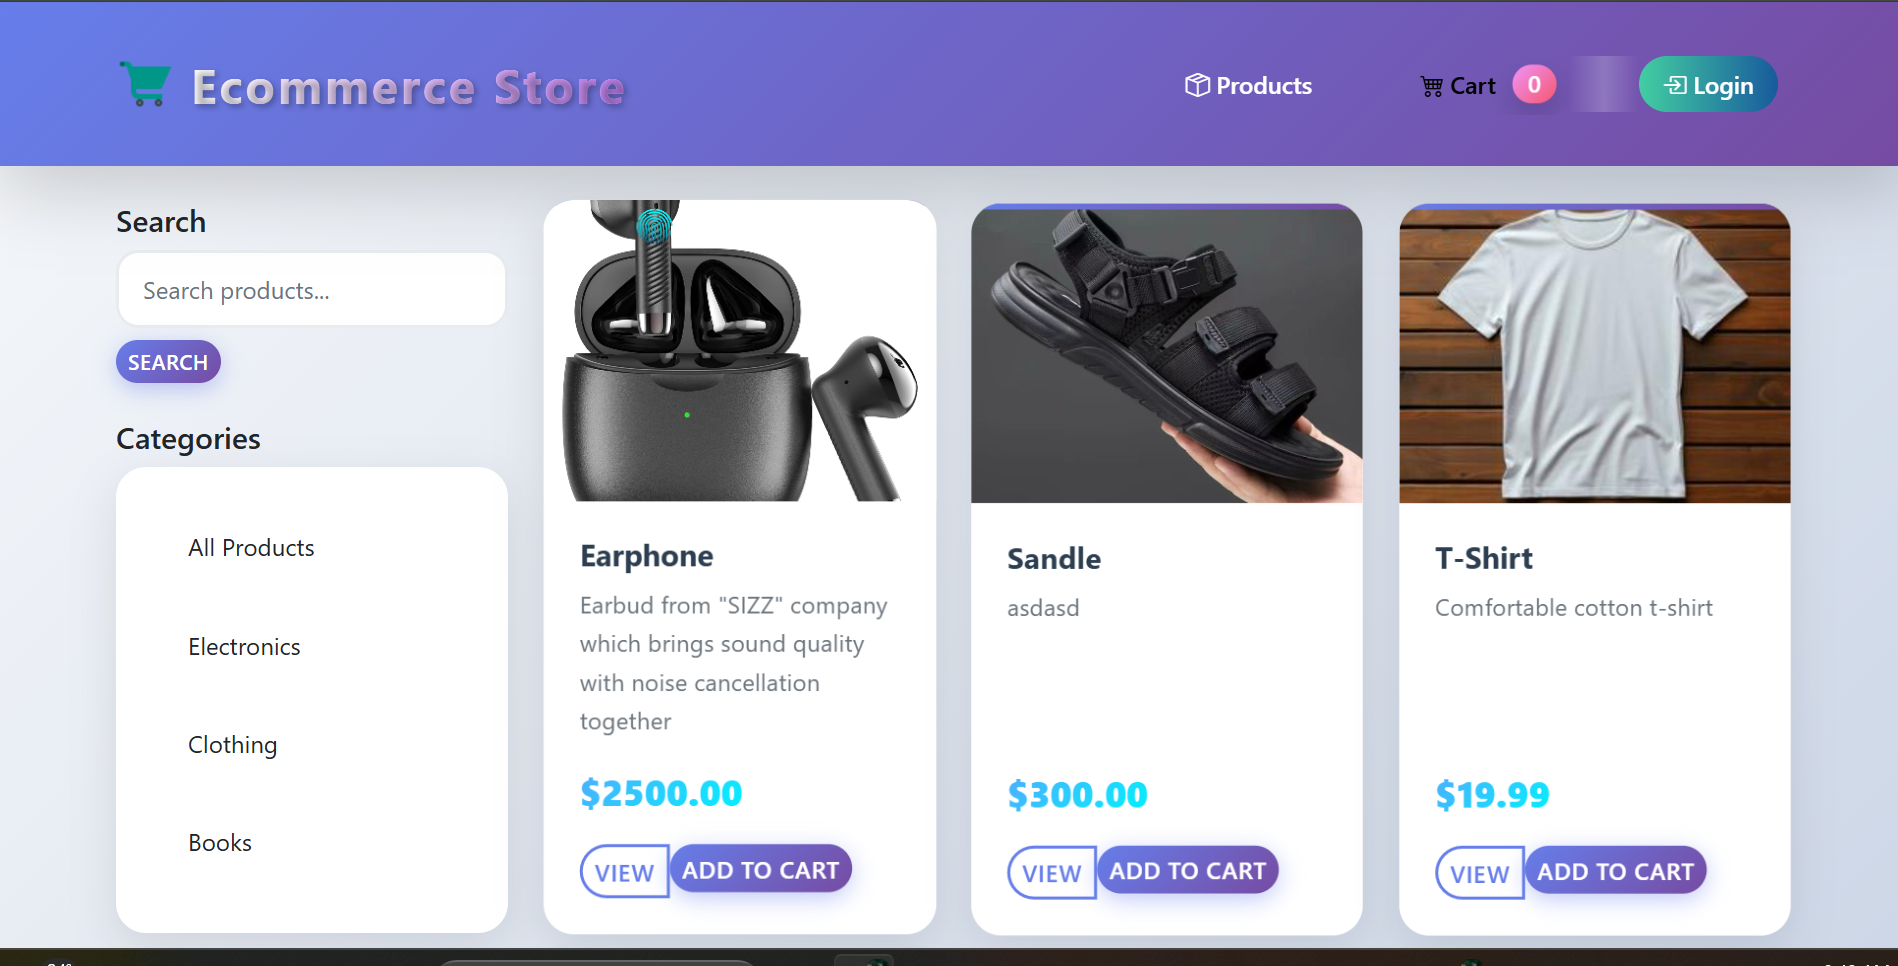 Ecommerce Store
Products
Cart 0
Login
Search
Search products...
SEARCH
Categories
All Products
Electronics
Clothing
Books
Earphone
Earbud from "SIZZ" company
which brings sound quality
with noise cancellation
together
$2500.00
VIEW ADD TO CART
Sandle
asdasd
$300.00
VIEW ADD TO CART
T-Shirt
Comfortable cotton t-shirt
$19.99
VIEW ADD TO CART